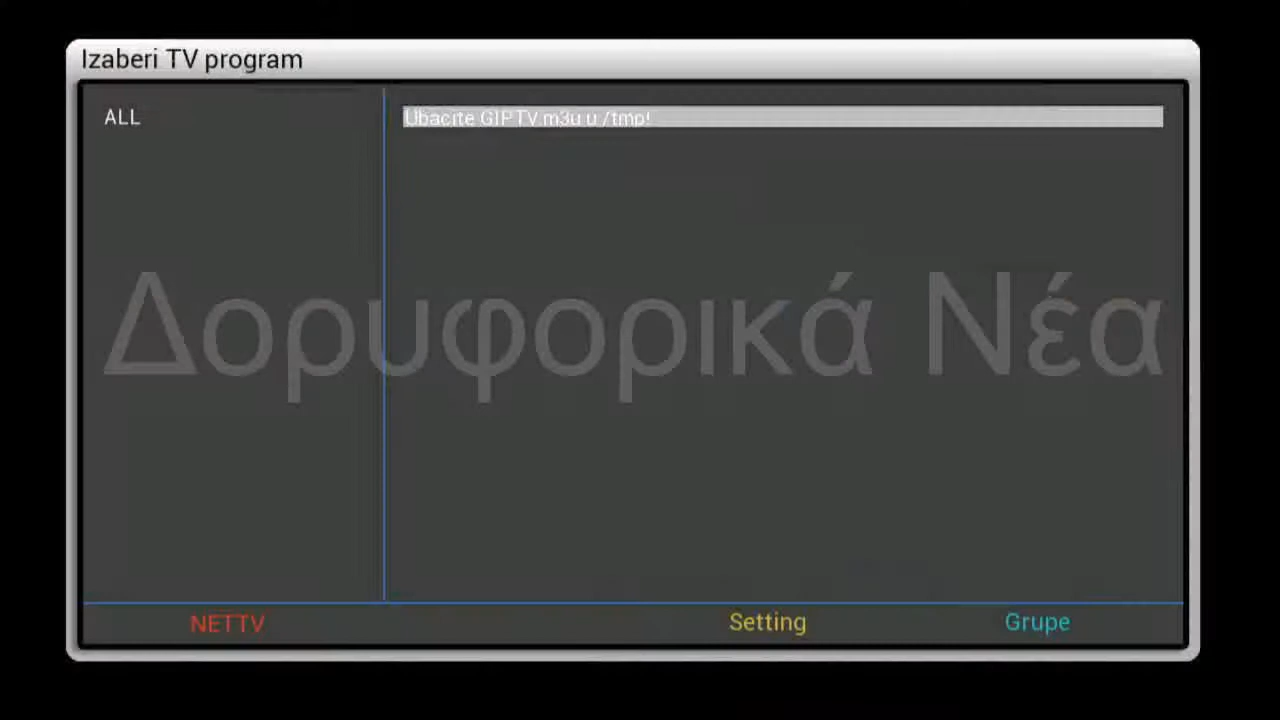 Izaberi TV program
ALL
Ubacite GIPTV m3u u /tmp!
Δορυφορικά Νέα
NETTV
Setting
Grupe